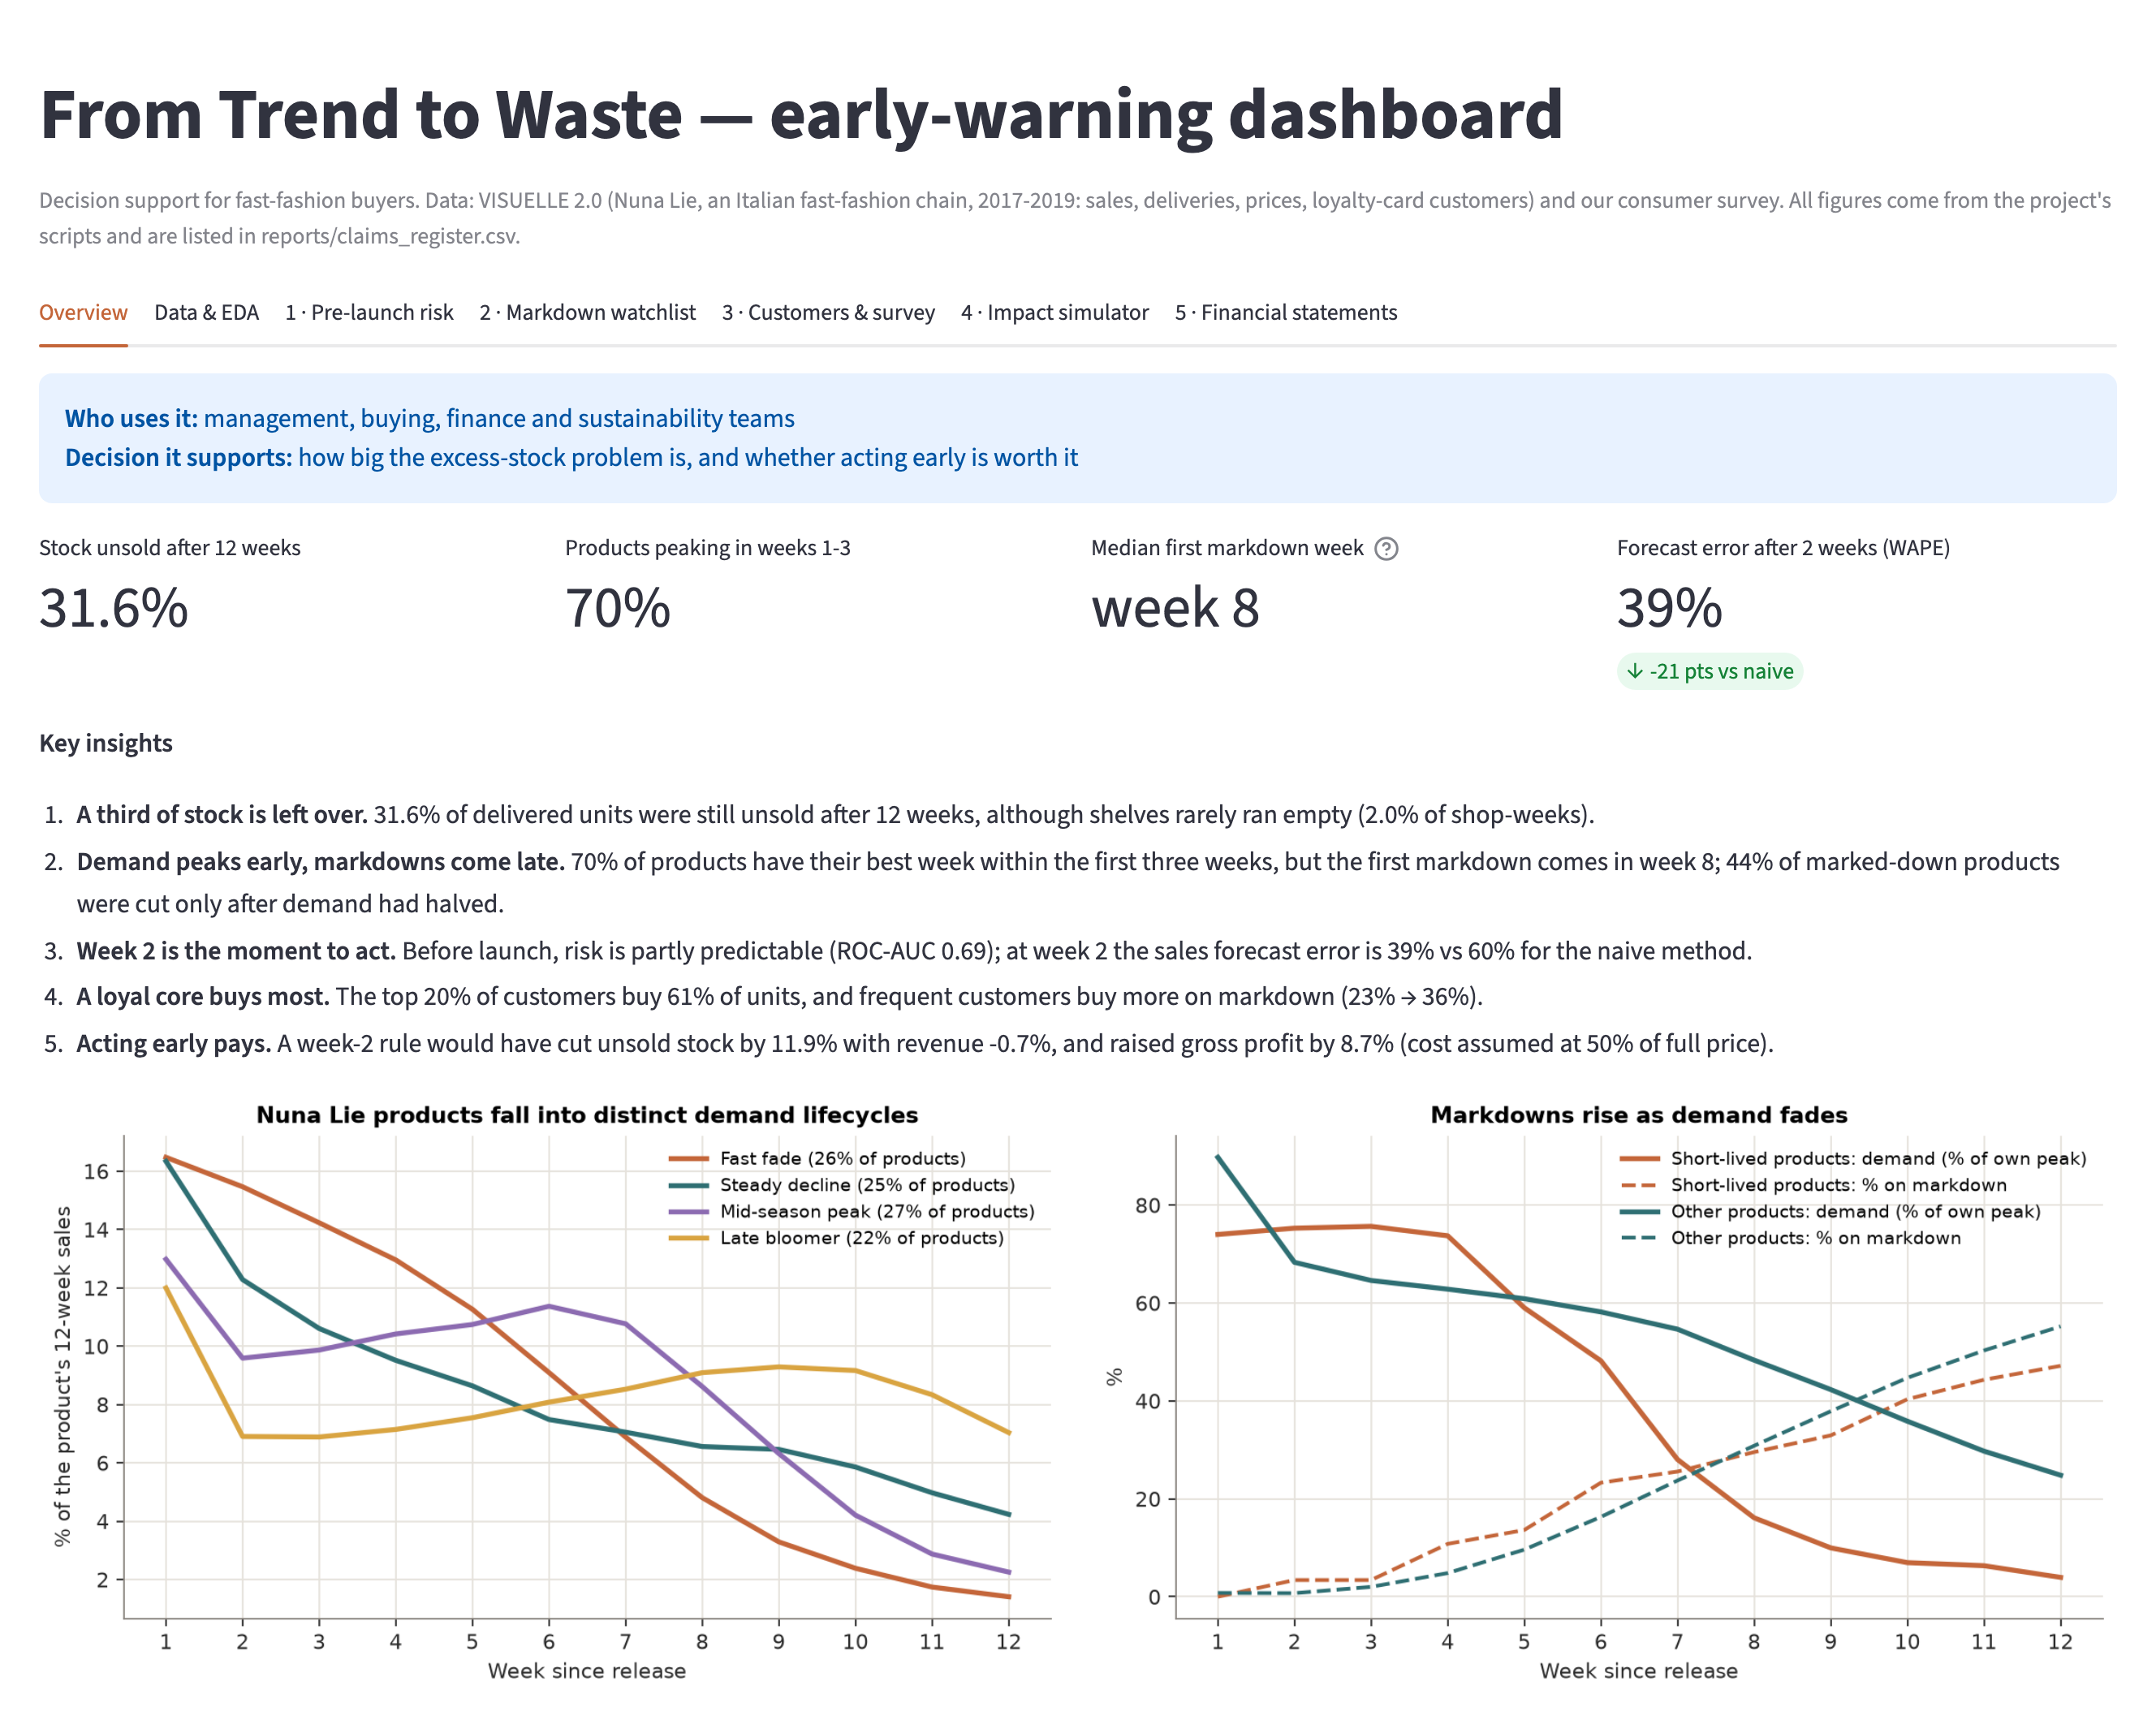 From Trend to Waste — early-warning dashboard
Decision support for fast-fashion buyers. Data: VISUELLE 2.0 (Nuna Lie, an Italian fast-fashion chain, 2017-2019: sales, deliveries, prices, loyalty-card customers) and our consumer survey. All figures come from the project's
scripts and are listed in reports/claims_register.csv.
Overview Data & EDA 1 · Pre-launch risk 2 · Markdown watchlist 3 · Customers & survey 4 · Impact simulator 5 · Financial statements
Who uses it: management, buying, finance and sustainability teams
Decision it supports: how big the excess-stock problem is, and whether acting early is worth it
Stock unsold after 12 weeks
31.6%
Products peaking in weeks 1-3
70%
Median first markdown week ?
week 8
Forecast error after 2 weeks (WAPE)
39%
↓ -21 pts vs naive
Key insights
1. A third of stock is left over. 31.6% of delivered units were still unsold after 12 weeks, although shelves rarely ran empty (2.0% of shop-weeks).
2. Demand peaks early, markdowns come late. 70% of products have their best week within the first three weeks, but the first markdown comes in week 8; 44% of marked-down products
were cut only after demand had halved.
3. Week 2 is the moment to act. Before launch, risk is partly predictable (ROC-AUC 0.69); at week 2 the sales forecast error is 39% vs 60% for the naive method.
4. A loyal core buys most. The top 20% of customers buy 61% of units, and frequent customers buy more on markdown (23% → 36%).
5. Acting early pays. A week-2 rule would have cut unsold stock by 11.9% with revenue -0.7%, and raised gross profit by 8.7% (cost assumed at 50% of full price).
Nuna Lie products fall into distinct demand lifecycles
Fast fade (26% of products)
Steady decline (25% of products)
Mid-season peak (27% of products)
Late bloomer (22% of products)
% of the product's 12-week sales
16
14
12
10
8
6
4
2
1 2 3 4 5 6 7 8 9 10 11 12
Week since release
Markdowns rise as demand fades
Short-lived products: demand (% of own peak)
Short-lived products: % on markdown
Other products: demand (% of own peak)
Other products: % on markdown
%
80
60
40
20
0
1 2 3 4 5 6 7 8 9 10 11 12
Week since release